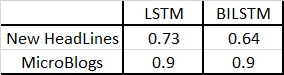 LSTM BILSTM
New HeadLines 0.73 0.64
MicroBlogs 0.9 0.9